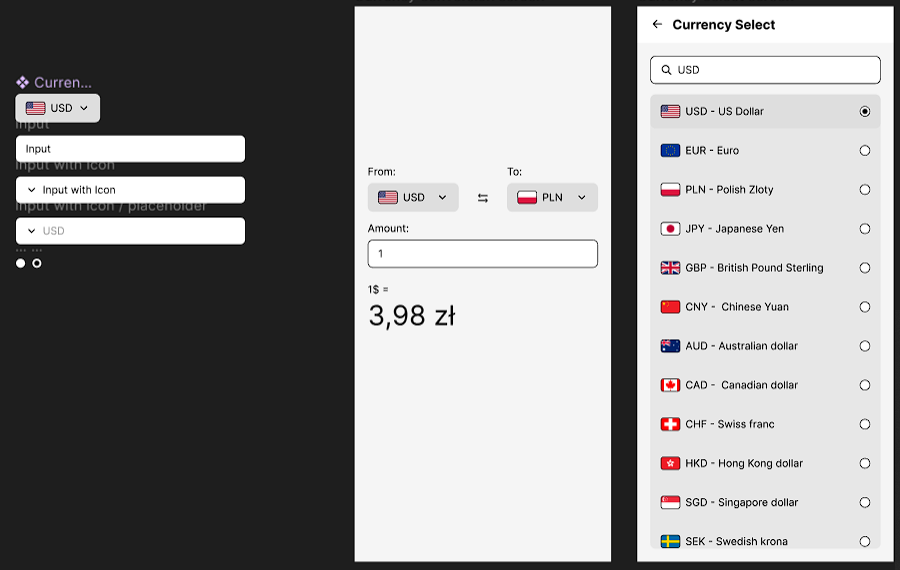 Curren...
USD
Input
Input
Input with Icon
Input with Icon
Input with Icon / placeholder
USD
... ...
From:
To:
USD
PLN
Amount:
1
1$ =
3,98 zł
Currency Select
USD
USD - US Dollar
EUR - Euro
PLN - Polish Zloty
JPY - Japanese Yen
GBP - British Pound Sterling
CNY - Chinese Yuan
AUD - Australian dollar
CAD - Canadian dollar
CHF - Swiss franc
HKD - Hong Kong dollar
SGD - Singapore dollar
SEK - Swedish krona